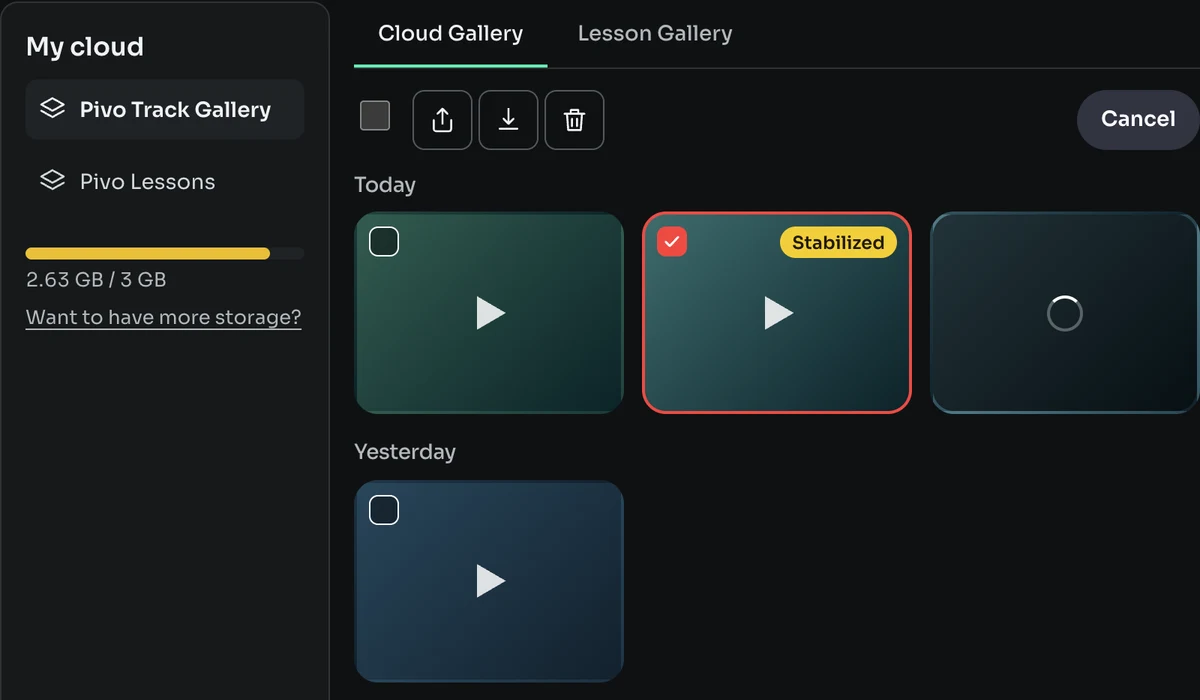 My cloud
Pivo Track Gallery
Pivo Lessons
2.63 GB / 3 GB
Want to have more storage?
Cloud Gallery
Lesson Gallery
Cancel
Today
Stabilized
Yesterday